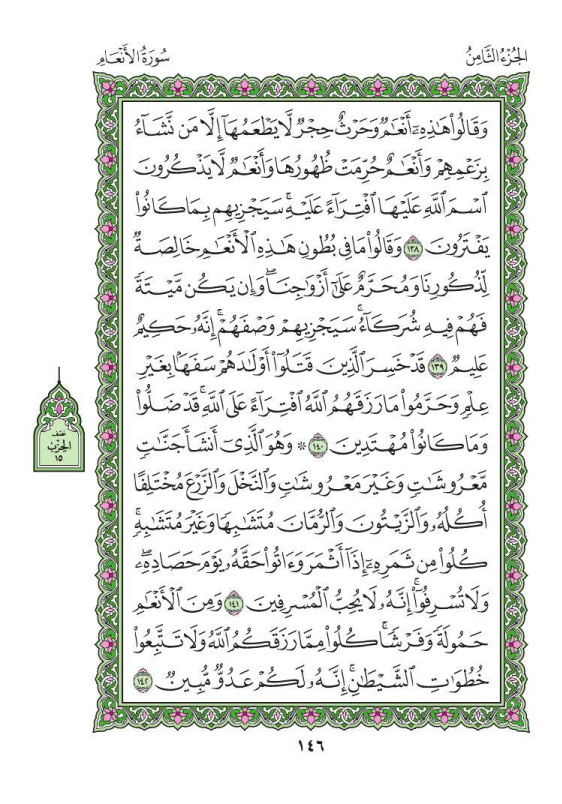 الجُزْءُ الثَّامِنُ
سُورَةُ الأَنْعَامِ
وَقَالُوا۟ هَٰذِهِۦٓ أَنْعَٰمٌ وَحَرْثٌ حِجْرٌ لَّا يَطْعَمُهَآ إِلَّا مَن نَّشَآءُ
بِزَعْمِهِمْ وَأَنْعَٰمٌ حُرِّمَتْ ظُهُورُهَا وَأَنْعَٰمٌ لَّا يَذْكُرُونَ
ٱسْمَ ٱللَّهِ عَلَيْهَا ٱفْتِرَآءً عَلَيْهِ ۚ سَيَجْزِيهِم بِمَا كَانُوا۟
يَفْتَرُونَ ١٣٨ وَقَالُوا۟ مَا فِى بُطُونِ هَٰذِهِ ٱلْأَنْعَٰمِ خَالِصَةٌ
لِّذُكُورِنَا وَمُحَرَّمٌ عَلَىٰٓ أَزْوَٰجِنَا ۖ وَإِن يَكُن مَّيْتَةً
فَهُمْ فِيهِ شُرَكَآءُ ۚ سَيَجْزِيهِمْ وَصْفَهُمْ ۚ إِنَّهُۥ حَكِيمٌ
عَلِيمٌ ١٣٩ قَدْ خَسِرَ ٱلَّذِينَ قَتَلُوٓا۟ أَوْلَٰدَهُمْ سَفَهًۢا بِغَيْرِ
عِلْمٍ وَحَرَّمُوا۟ مَا رَزَقَهُمُ ٱللَّهُ ٱفْتِرَآءً عَلَى ٱللَّهِ ۚ قَدْ ضَلُّوا۟
وَمَا كَانُوا۟ مُهْتَدِينَ ١٤٠ ۞ وَهُوَ ٱلَّذِىٓ أَنشَأَ جَنَّٰتٍ
مَّعْرُوشَٰتٍ وَغَيْرَ مَعْرُوشَٰتٍ وَٱلنَّخْلَ وَٱلزَّرْعَ مُخْتَلِفًا
أُكُلُهُۥ وَٱلزَّيْتُونَ وَٱلرُّمَّانَ مُتَشَٰبِهًا وَغَيْرَ مُتَشَٰبِهٍ ۚ
كُلُوا۟ مِن ثَمَرِهِۦٓ إِذَآ أَثْمَرَ وَءَاتُوا۟ حَقَّهُۥ يَوْمَ حَصَادِهِۦ ۖ
وَلَا تُسْرِفُوٓا۟ ۚ إِنَّهُۥ لَا يُحِبُّ ٱلْمُسْرِفِينَ ١٤١ وَمِنَ ٱلْأَنْعَٰمِ
حَمُولَةً وَفَرْشًا ۚ كُلُوا۟ مِمَّا رَزَقَكُمُ ٱللَّهُ وَلَا تَتَّبِعُوا۟
خُطُوَٰتِ ٱلشَّيْطَٰنِ ۚ إِنَّهُۥ لَكُمْ عَدُوٌّ مُّبِينٌ ١٤٢
نِصْف
الحِزْب
١٥
١٤٦